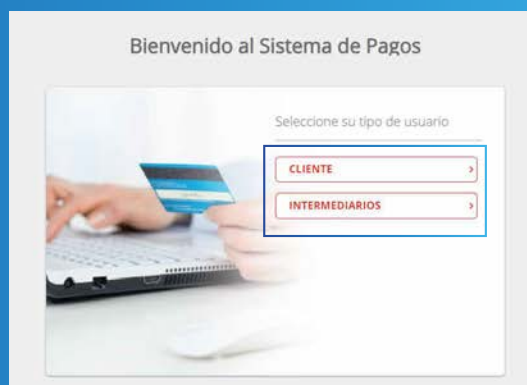 Bienvenido al Sistema de Pagos
Seleccione su tipo de usuario
CLIENTE
INTERMEDIARIOS